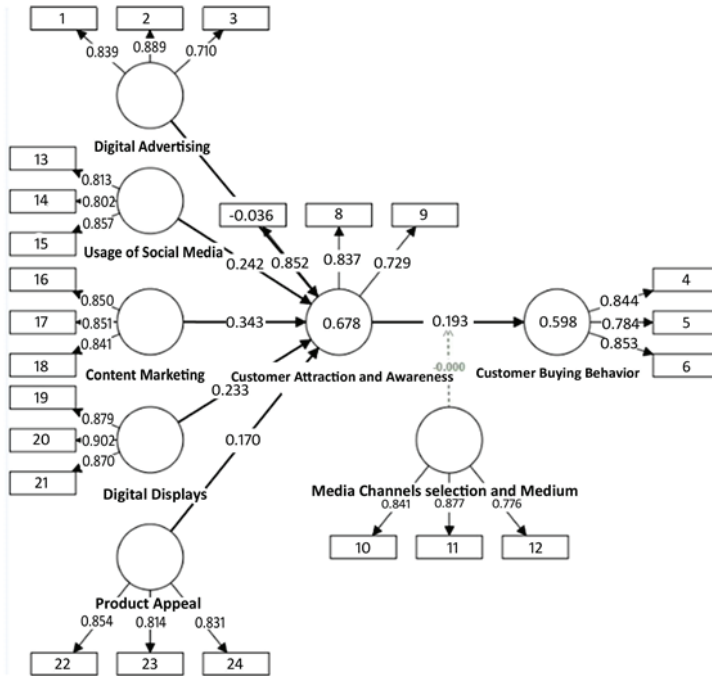 1 2 3
0.839 0.889 0.710
Digital Advertising
13
0.813
14 0.802
15 0.857
Usage of Social Media
-0.036 8 9
0.242 0.852 0.837 0.729
16
0.850
17 0.851
18 0.841
Content Marketing
0.343
0.678
Customer Attraction and Awareness
0.193
0.598
Customer Buying Behavior
0.844 4
0.784 5
0.853 6
19
0.879
20 0.902
21 0.870
Digital Displays
0.233
0.170
-0.000
Media Channels selection and Medium
0.841 0.877 0.776
10 11 12
Product Appeal
0.854 0.814 0.831
22 23 24